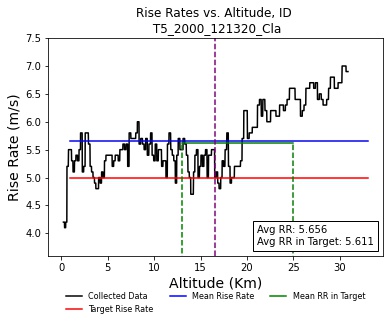 Rise Rates vs. Altitude, ID
T5_2000_121320_Cla
Rise Rate (m/s)
7.5
7.0
6.5
6.0
5.5
5.0
4.5
4.0
Avg RR: 5.656
Avg RR in Target: 5.611
0 5 10 15 20 25 30
Altitude (Km)
Collected Data Mean Rise Rate Mean RR in Target
Target Rise Rate